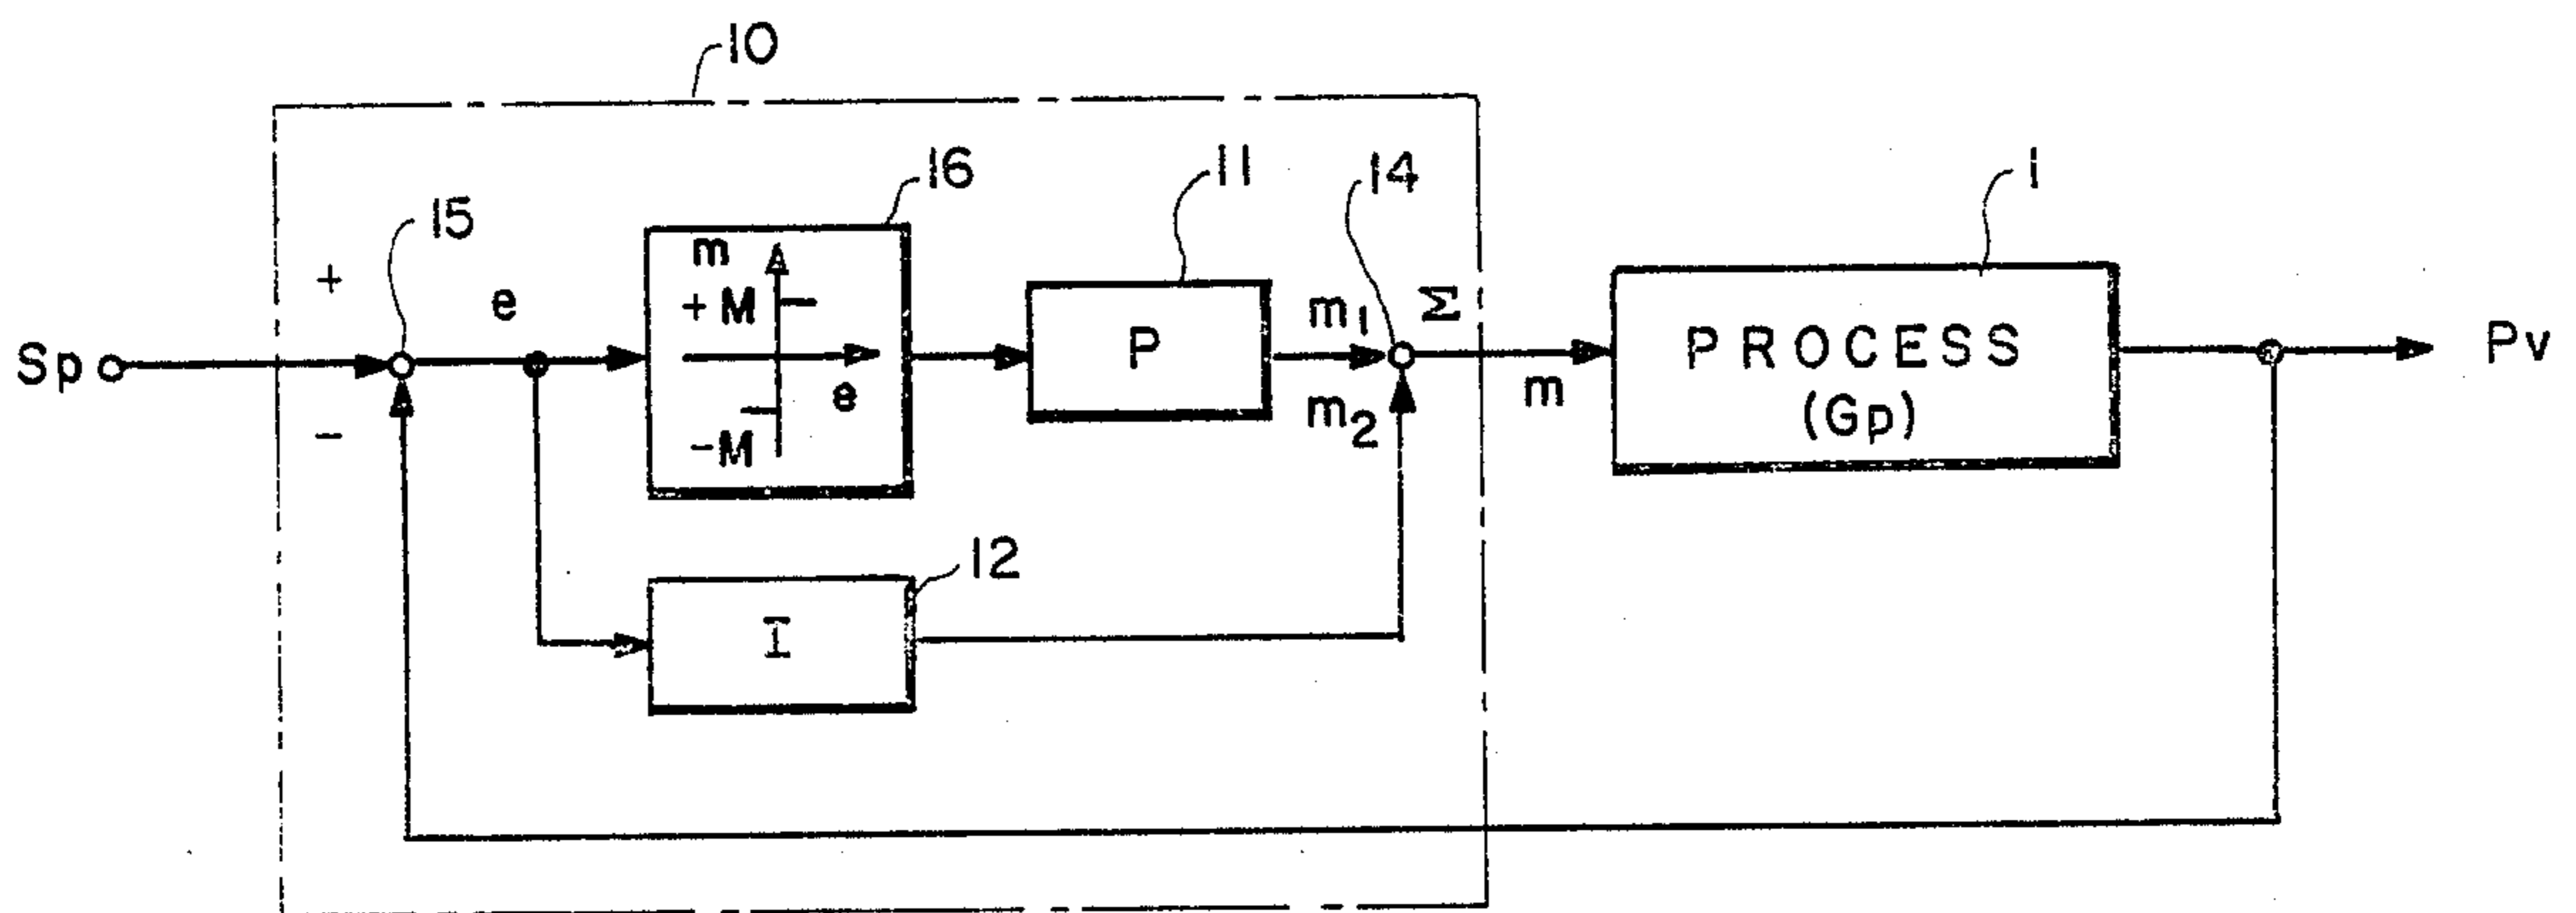 10
16
11
14
1
15
+
e
m
+M
e
-M
P
m1
m2
Σ
m
PROCESS
(Gp)
Sp
Pv
-
12
I